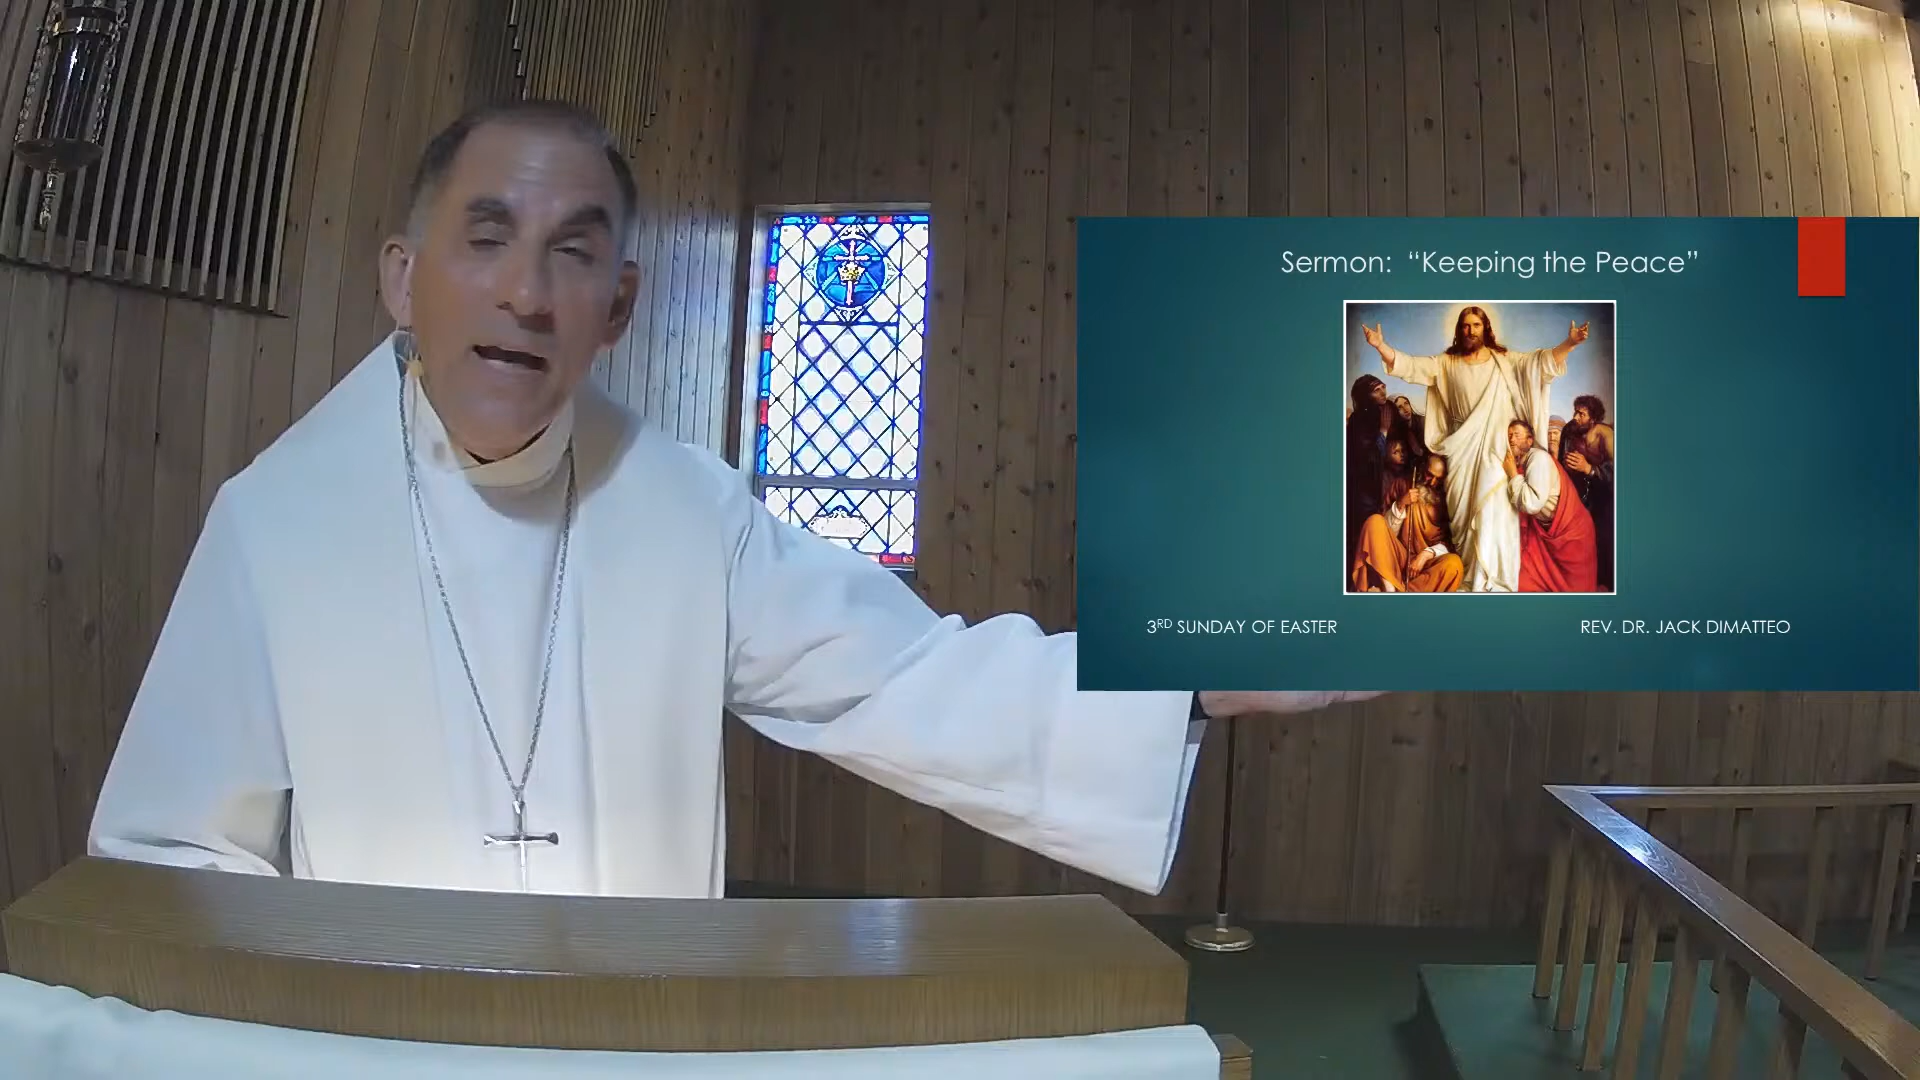 Sermon: “Keeping the Peace”
3RD SUNDAY OF EASTER
REV. DR. JACK DIMATTEO